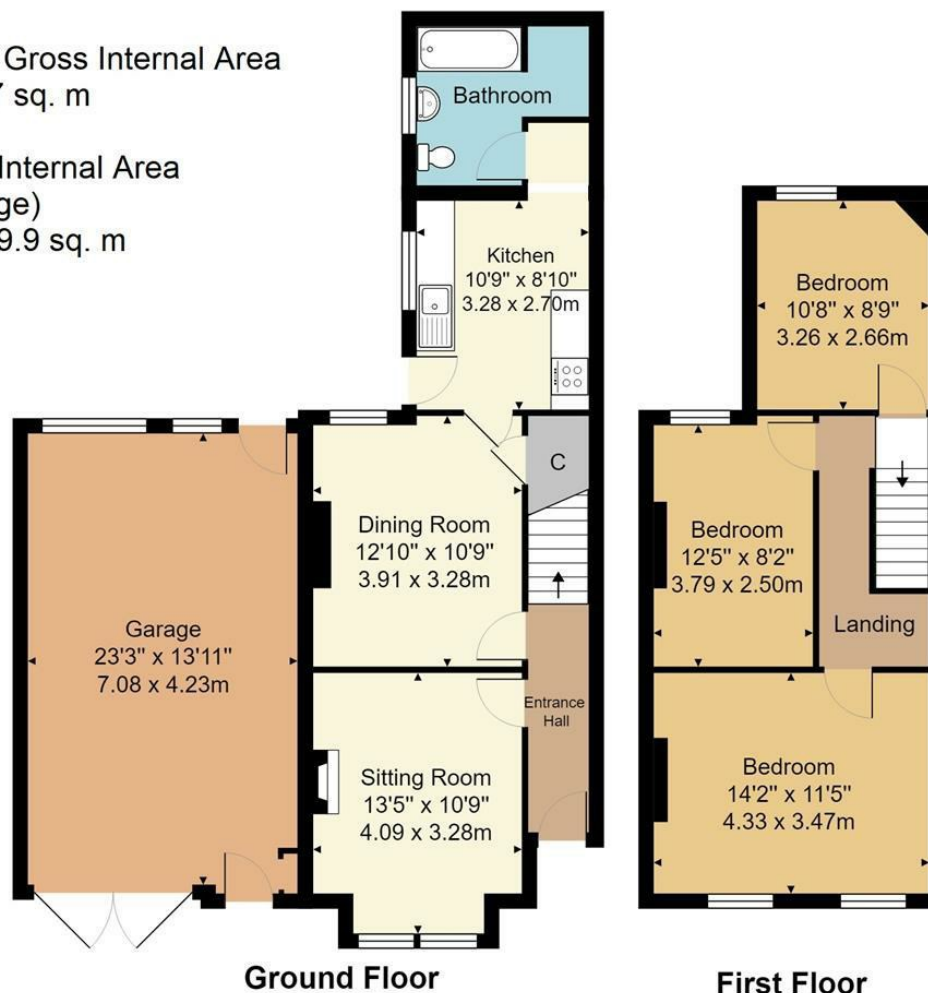 Gross Internal Area
sq. m
Internal Area
9.9 sq. m
Bathroom
Kitchen
10'9" x 8'10"
3.28 x 2.70m
C
Dining Room
12'10" x 10'9"
3.91 x 3.28m
Garage
23'3" x 13'11"
7.08 x 4.23m
Entrance
Hall
Sitting Room
13'5" x 10'9"
4.09 x 3.28m
Ground Floor
Bedroom
10'8" x 8'9"
3.26 x 2.66m
Bedroom
12'5" x 8'2"
3.79 x 2.50m
Landing
Bedroom
14'2" x 11'5"
4.33 x 3.47m
First Floor